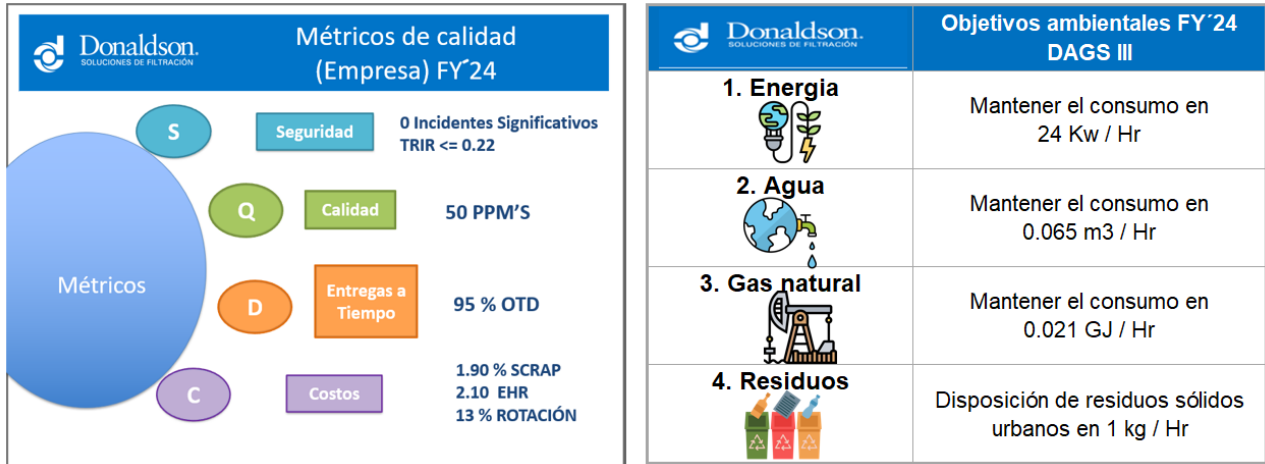 Donaldson.
SOLUCIONES DE FILTRACIÓN
Métricos de calidad
(Empresa) FY´24
Métricos
S
Seguridad
0 Incidentes Significativos
TRIR <= 0.22
Q
Calidad
50 PPM'S
D
Entregas a
Tiempo
95 % OTD
C
Costos
1.90 % SCRAP
2.10 EHR
13 % ROTACIÓN
Donaldson.
SOLUCIONES DE FILTRACIÓN
Objetivos ambientales FY´24
DAGS III
1. Energia
Mantener el consumo en
24 Kw / Hr
2. Agua
Mantener el consumo en
0.065 m3 / Hr
3. Gas natural
Mantener el consumo en
0.021 GJ / Hr
4. Residuos
Disposición de residuos sólidos
urbanos en 1 kg / Hr